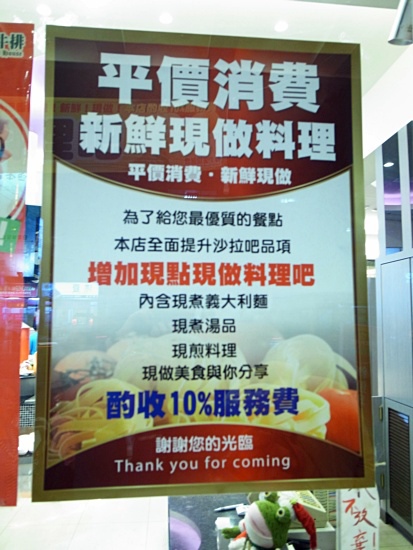 平價消費
新鮮現做料理
平價消費·新鮮現做
為了給您最優質的餐點
本店全面提升沙拉吧品項
增加現點現做料理吧
內含現煮義大利麵
現煮湯品
現煎料理
現做美食與你分享
酌收10%服務費
謝謝您的光臨
Thank you for coming